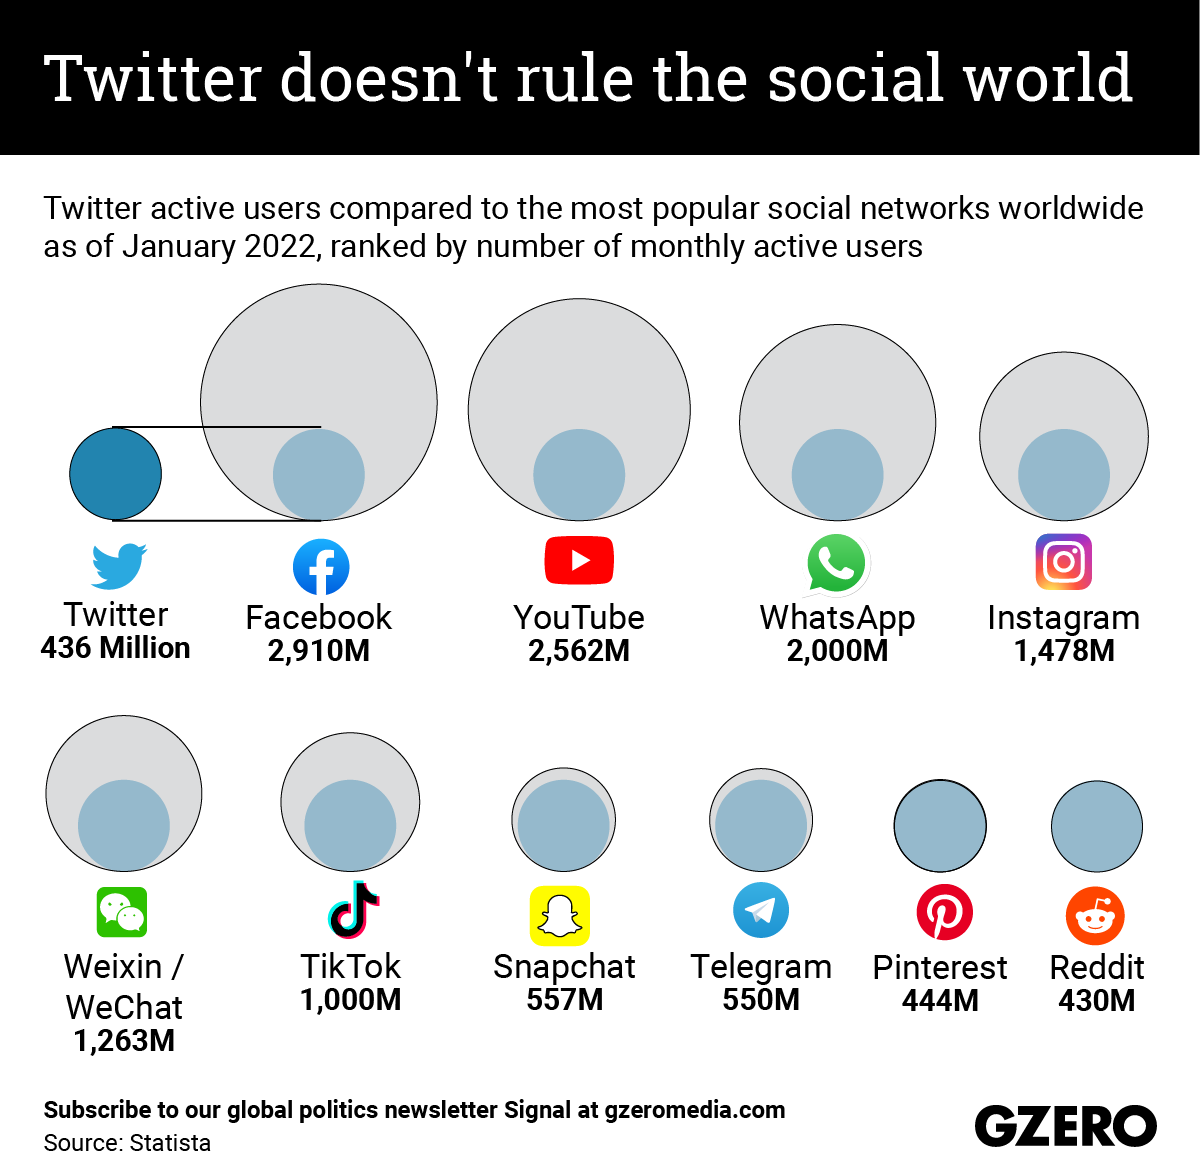 Twitter doesn't rule the social world
Twitter active users compared to the most popular social networks worldwide
as of January 2022, ranked by number of monthly active users
Twitter
436 Million
Facebook
2,910M
YouTube
2,562M
WhatsApp
2,000M
Instagram
1,478M
Weixin /
WeChat
1,263M
TikTok
1,000M
Snapchat
557M
Telegram
550M
Pinterest
444M
Reddit
430M
Subscribe to our global politics newsletter Signal at gzeromedia.com
Source: Statista
GZERO